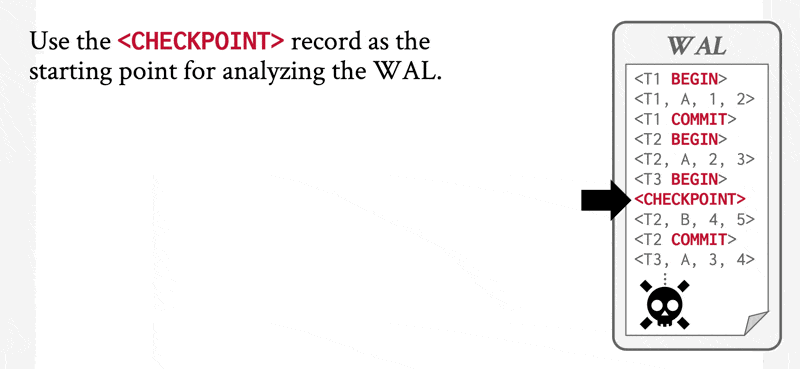 Use the <CHECKPOINT> record as the
starting point for analyzing the WAL.
WAL
<T1 BEGIN>
<T1, A, 1, 2>
<T1 COMMIT>
<T2 BEGIN>
<T2, A, 2, 3>
<T3 BEGIN>
<CHECKPOINT>
<T2, B, 4, 5>
<T2 COMMIT>
<T3, A, 3, 4>